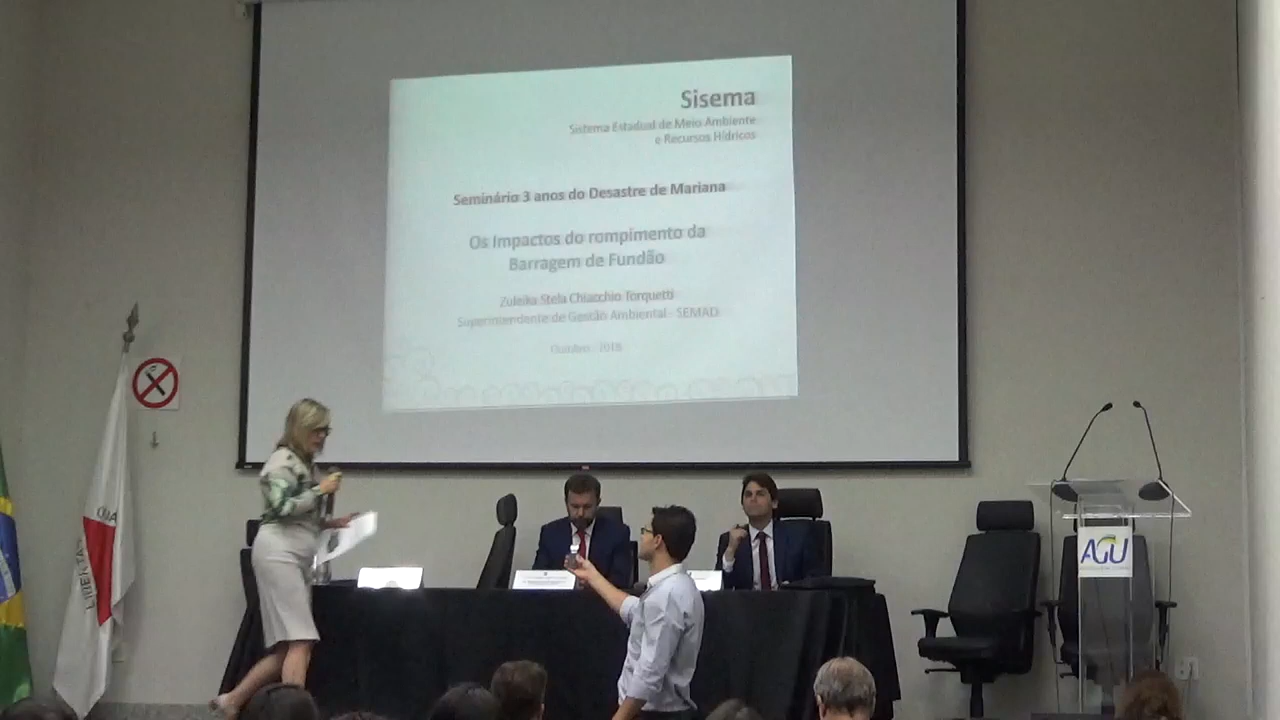 Sisema
Sistema Estadual de Meio Ambiente
e Recursos Hídricos
Seminário 3 anos do Desastre de Mariana
Os Impactos do rompimento da
Barragem de Fundão
Zuleika Stela Chiacchio Torquetti
Superintendente de Gestão Ambiental - SEMAD
Outubro - 2018
AGU